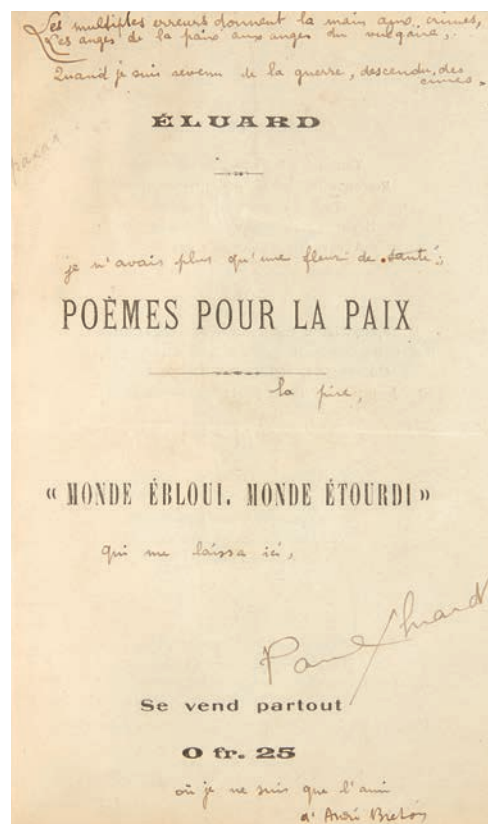 Les multiples erreurs donnent la main aux crimes,
Les anges de la paix aux anges du vulgaire,
Quand je suis revenu de la guerre, descendu des
cimes.
ÉLUARD
je n'avais plus qu'une fleur: de santé;
POÈMES POUR LA PAIX
la pire,
« MONDE ÉBLOUI. MONDE ÉTOURDI »
qui me laissa ici,
Paul Eluard
Se vend partout
0 fr. 25
où je ne suis que l'ami
d'André Breton